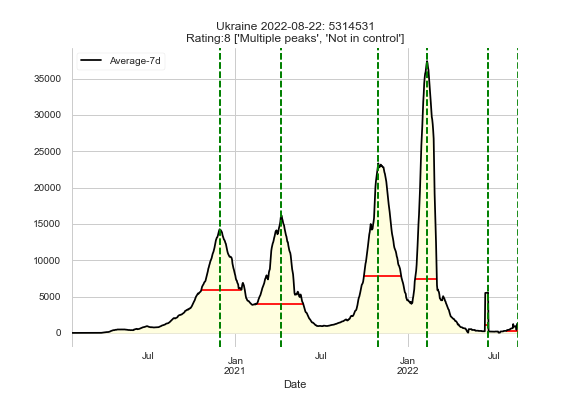 Ukraine 2022-08-22: 5314531
Rating:8 ['Multiple peaks', 'Not in control']
Average-7d
35000
30000
25000
20000
15000
10000
5000
0
Jul
Jan
2021
Jul
Jan
2022
Jul
Date